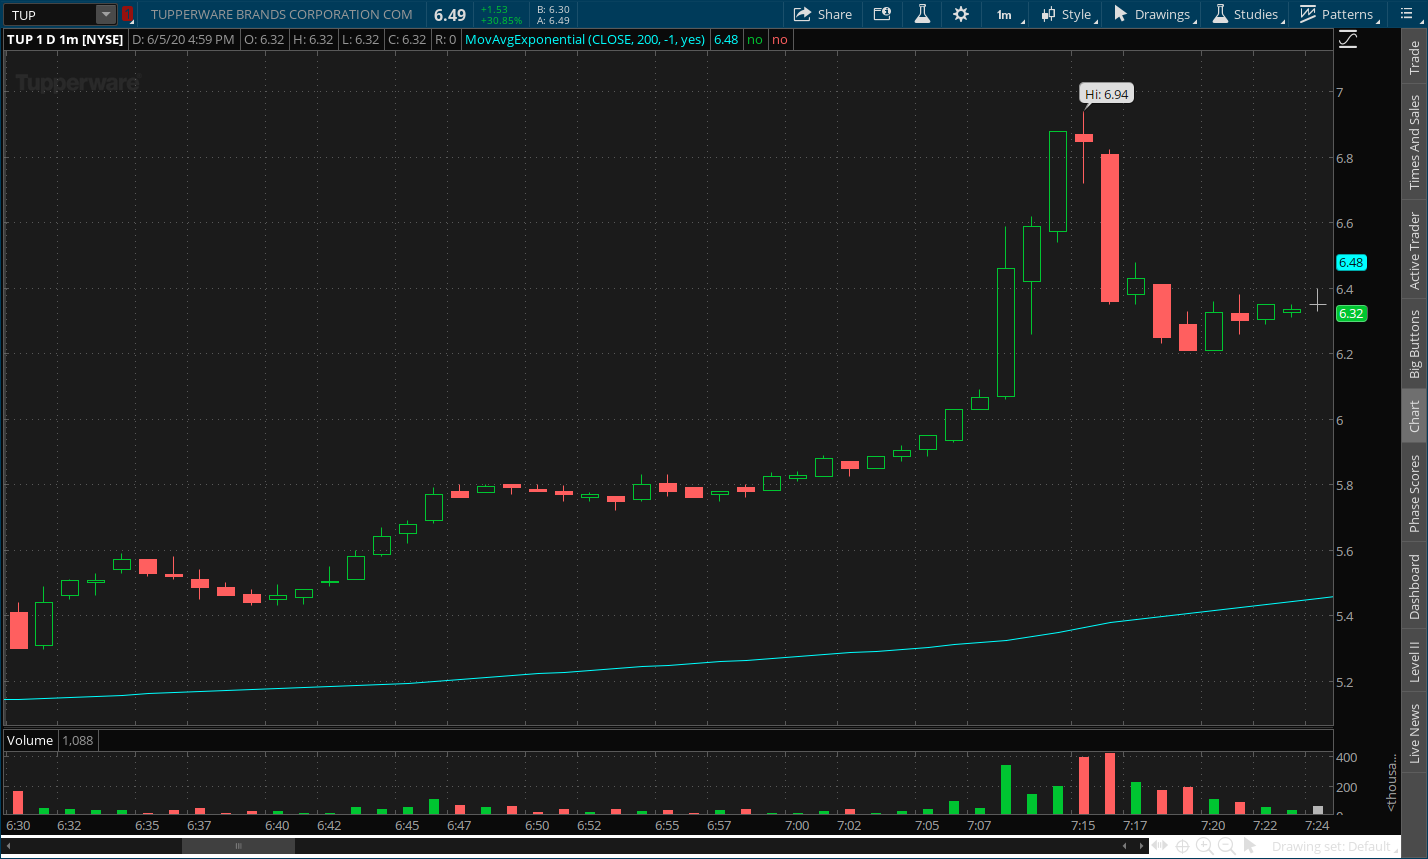 TUP 1 TUPPERWARE BRANDS CORPORATION COM 6.49 +1.53 B: 6.30 Share 1m Style Drawings Studies Patterns
+30.85% A: 6.49
TUP 1 D 1m [NYSE] D: 6/5/20 4:59 PM O: 6.32 H: 6.32 L: 6.32 C: 6.32 R: 0 MovAvgExponential (CLOSE, 200, -1, yes) 6.48 no no
Tupperware
Hi: 6.94
7
6.8
6.6
6.48
6.4
6.32
6.2
6
5.8
5.6
5.4
5.2
Volume 1,088
400
200
0
<thousa...
6:30 6:32 6:35 6:37 6:40 6:42 6:45 6:47 6:50 6:52 6:55 6:57 7:00 7:02 7:05 7:07 7:15 7:17 7:20 7:22 7:24
Drawing set: Default
Trade
Times And Sales
Active Trader
Big Buttons
Chart
Phase Scores
Dashboard
Level II
Live News